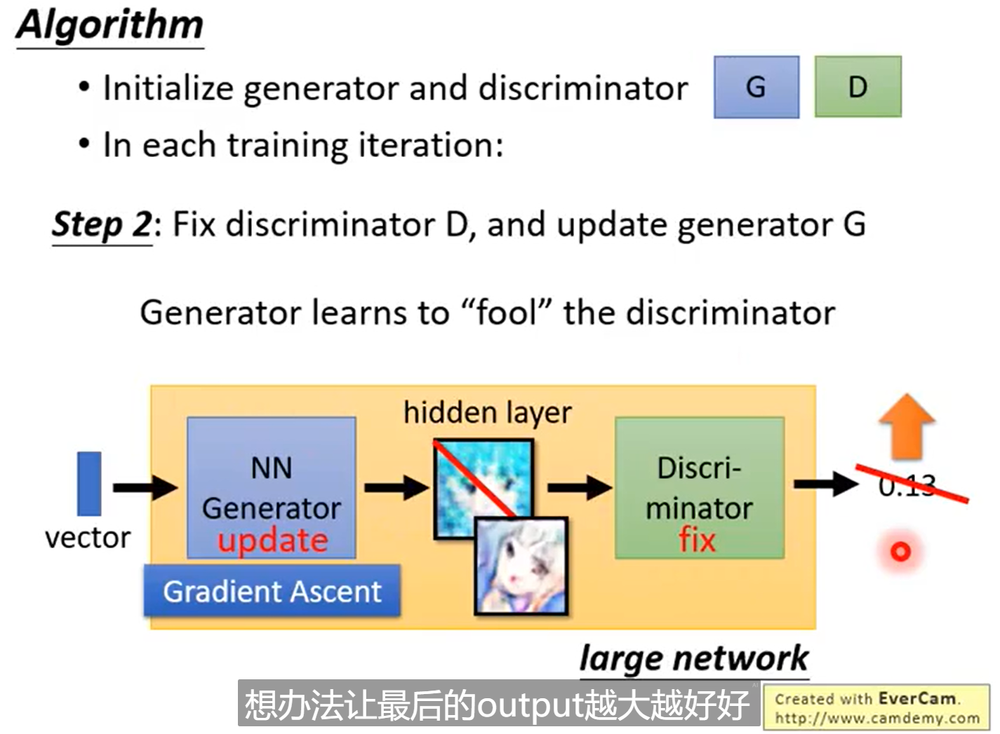 Algorithm
• Initialize generator and discriminator
G
D
• In each training iteration:
Step 2: Fix discriminator D, and update generator G
Generator learns to “fool” the discriminator
hidden layer
NN
Generator
update
Discri-
minator
fix
0.13
vector
Gradient Ascent
large network
想办法让最后的output越大越好好
Created with EverCam.
http://www.camdemy.com